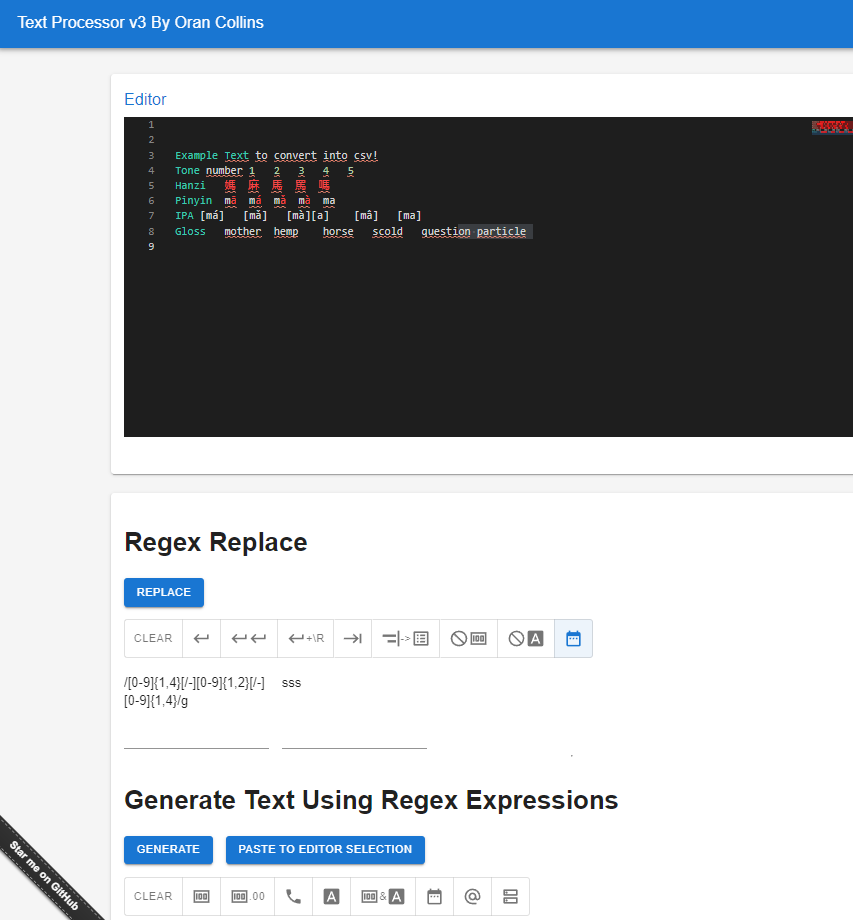 Text Processor v3 By Oran Collins
Editor
1
2
3 Example Text to convert into csv!
4 Tone number 1 2 3 4 5
5 Hanzi 媽 麻 馬 罵 嗎
6 Pinyin mā má mǎ mà ma
7 IPA [má] [mǎ] [mà][a] [mâ] [ma]
8 Gloss mother hemp horse scold question particle
9
Regex Replace
REPLACE
CLEAR +\R -> 100 A
/[0-9]{1,4}[/-][0-9]{1,2}[/-] sss
[0-9]{1,4}/g
Generate Text Using Regex Expressions
GENERATE PASTE TO EDITOR SELECTION
CLEAR 100 100 .00 A 100 & A @
Star me on GitHub